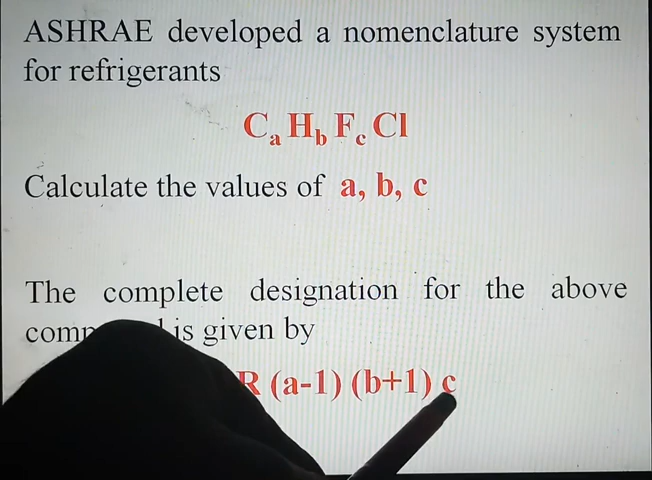 ASHRAE developed a nomenclature system
for refrigerants
CₐH_bF_cCl
Calculate the values of a, b, c
The complete designation for the above
is given by
R (a-1) (b+1) c